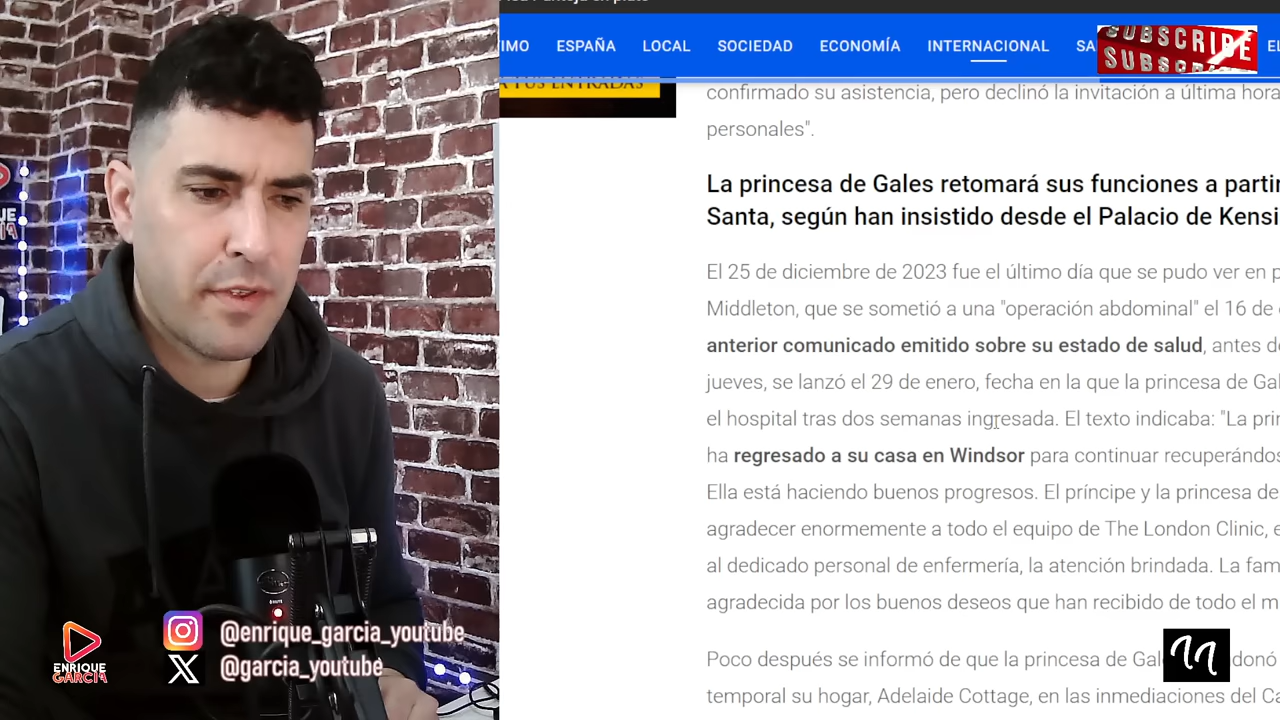 ESPAÑA LOCAL SOCIEDAD ECONOMÍA INTERNACIONAL
SUBSCRIBE
A TUS ENTRADAS
confirmado su asistencia, pero declinó la invitación a última hora
personales".
La princesa de Gales retomará sus funciones a partir
Santa, según han insistido desde el Palacio de Kensi
El 25 de diciembre de 2023 fue el último día que se pudo ver en p
Middleton, que se sometió a una "operación abdominal" el 16 de
anterior comunicado emitido sobre su estado de salud, antes de
jueves, se lanzó el 29 de enero, fecha en la que la princesa de Gal
el hospital tras dos semanas ingresada. El texto indicaba: "La prin
ha regresado a su casa en Windsor para continuar recuperándos
Ella está haciendo buenos progresos. El príncipe y la princesa de
agradecer enormemente a todo el equipo de The London Clinic, e
al dedicado personal de enfermería, la atención brindada. La fam
agradecida por los buenos deseos que han recibido de todo el m
Poco después se informó de que la princesa de Gal donó
temporal su hogar, Adelaide Cottage, en las inmediaciones del Ca
ENRIQUE
GARCIA
@enrique_garcia_youtube
@garcia_youtube